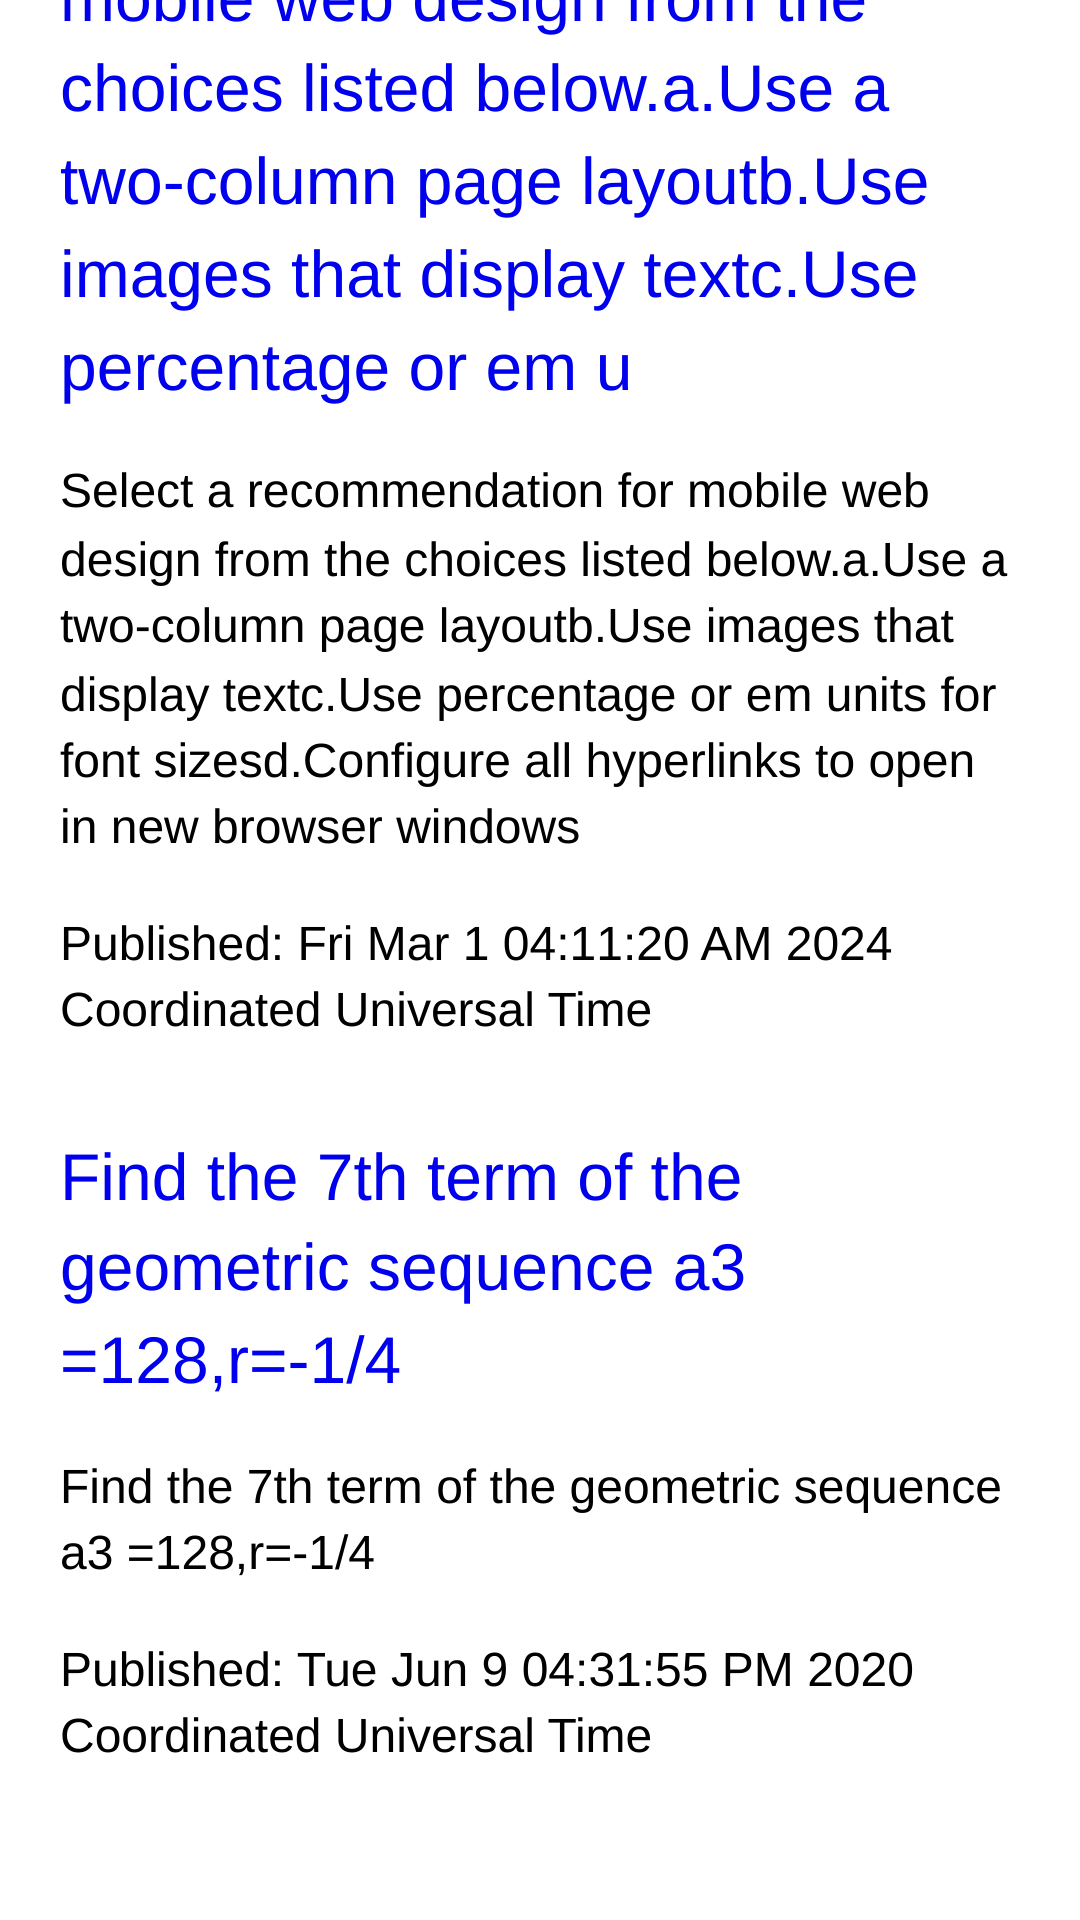 mobile web design from the
choices listed below.a.Use a
two-column page layoutb.Use
images that display textc.Use
percentage or em u
Select a recommendation for mobile web
design from the choices listed below.a.Use a
two-column page layoutb.Use images that
display textc.Use percentage or em units for
font sizesd.Configure all hyperlinks to open
in new browser windows
Published: Fri Mar 1 04:11:20 AM 2024
Coordinated Universal Time
Find the 7th term of the
geometric sequence a3
=128,r=-1/4
Find the 7th term of the geometric sequence
a3 =128,r=-1/4
Published: Tue Jun 9 04:31:55 PM 2020
Coordinated Universal Time